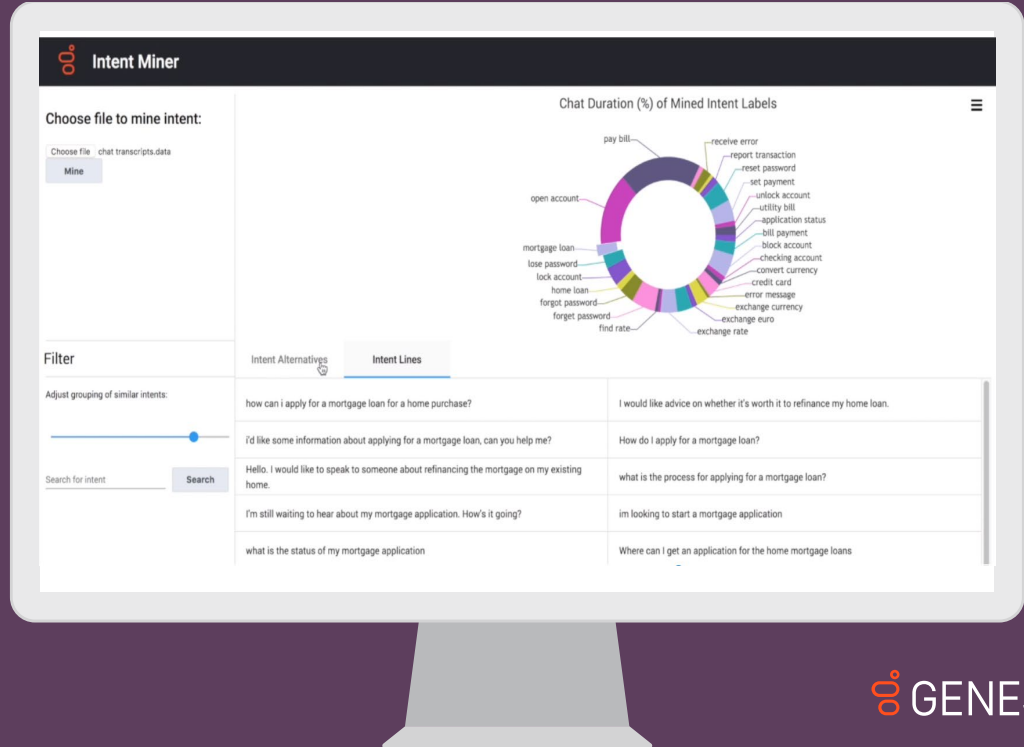 Intent Miner
Choose file to mine intent:
Choose file chat transcripts.data
Mine
Chat Duration (%) of Mined Intent Labels
pay bill
open account
mortgage loan
lose password
lock account
home loan
forgot password
forget password
find rate
receive error
report transaction
reset password
set payment
unlock account
utility bill
application status
bill payment
block account
checking account
convert currency
credit card
error message
exchange currency
exchange euro
exchange rate
Filter
Adjust grouping of similar intents:
Search for intent
Search
Intent Alternatives
Intent Lines
how can i apply for a mortgage loan for a home purchase?
I would like advice on whether it's worth it to refinance my home loan.
i'd like some information about applying for a mortgage loan, can you help me?
How do I apply for a mortgage loan?
Hello. I would like to speak to someone about refinancing the mortgage on my existing
home.
what is the process for applying for a mortgage loan?
I'm still waiting to hear about my mortgage application. How's it going?
im looking to start a mortgage application
what is the status of my mortgage application
Where can I get an application for the home mortgage loans
GENE